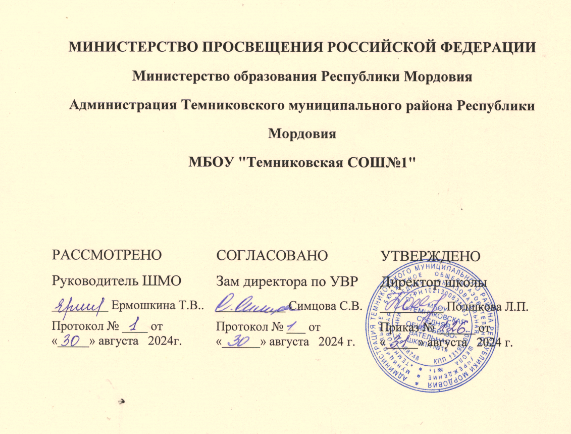 МИНИСТЕРСТВО ПРОСВЕЩЕНИЯ РОССИЙСКОЙ ФЕДЕРАЦИИ
Министерство образования Республики Мордовия
Администрация Темниковского муниципального района Республики
Мордовия
МБОУ "Темниковская СОШ№1"
РАССМОТРЕНО СОГЛАСОВАНО УТВЕРЖДЕНО
Руководитель ШМО Зам директора по УВР Директор школы
Ермошкина Т.В.. Симцова С.В. Подикова Л.П.
Протокол № 1 от Протокол № 1 от Приказ № от
«30» августа 2024г. «30» августа 2024 г. « » августа 2024 г.